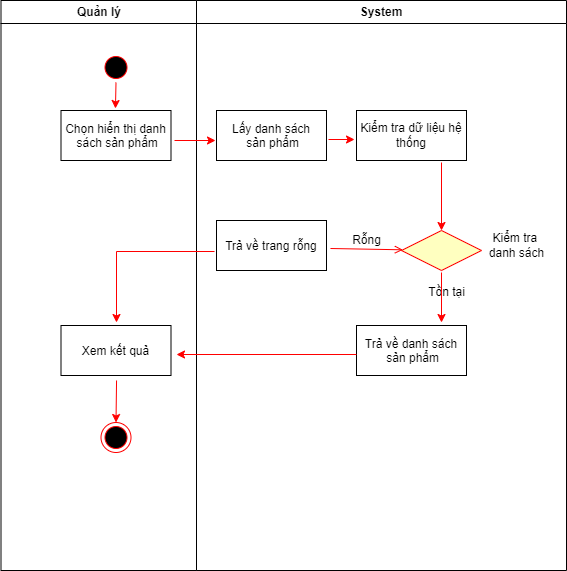 Quản lý
System
Chọn hiển thị danh
sách sản phẩm
Lấy danh sách
sản phẩm
Kiểm tra dữ liệu hệ
thống
Trả về trang rỗng
Rỗng
Kiểm tra
danh sách
Tồn tại
Xem kết quả
Trả về danh sách
sản phẩm